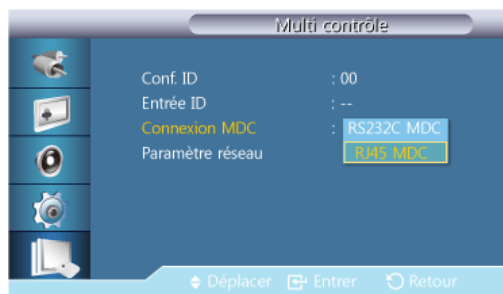 Multi contrôle
Conf. ID : 00
Entrée ID : --
Connexion MDC : RS232C MDC
RJ45 MDC
Paramètre réseau
Déplacer Entrer Retour